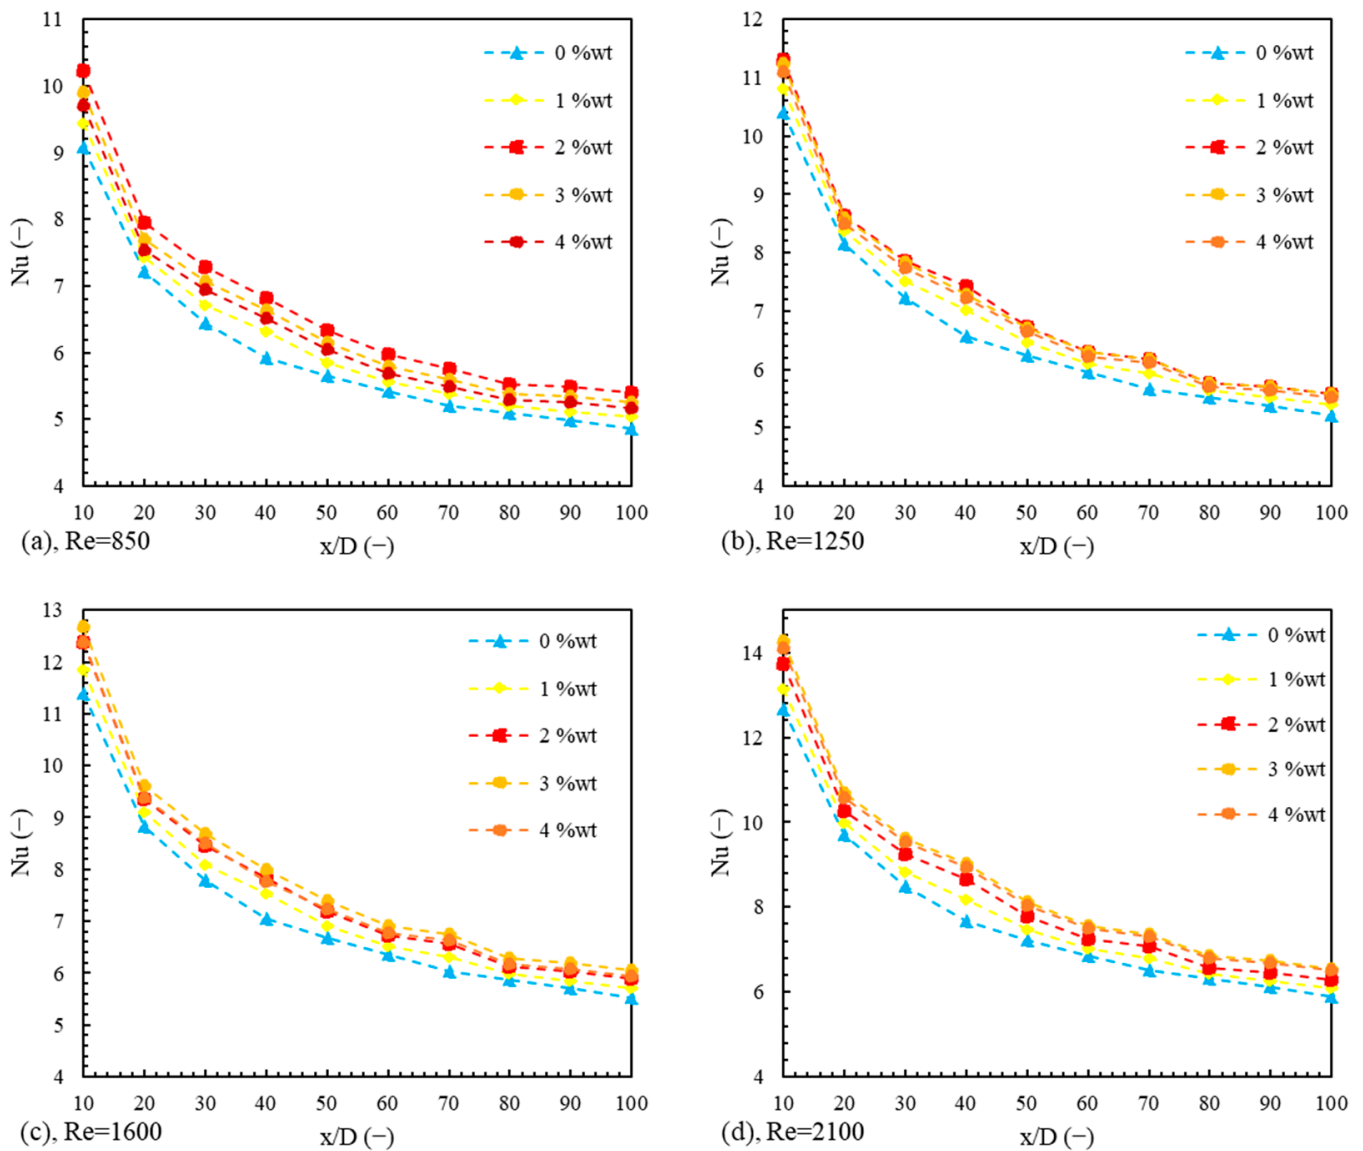 11
10
9
8
7
6
5
4
Nu (−)
0 %wt
1 %wt
2 %wt
3 %wt
4 %wt
10 20 30 40 50 60 70 80 90 100
(a), Re=850
x/D (−)
12
11
10
9
8
7
6
5
4
Nu (−)
0 %wt
1 %wt
2 %wt
3 %wt
4 %wt
10 20 30 40 50 60 70 80 90 100
(b), Re=1250
x/D (−)
13
12
11
10
9
8
7
6
5
4
Nu (−)
0 %wt
1 %wt
2 %wt
3 %wt
4 %wt
10 20 30 40 50 60 70 80 90 100
(c), Re=1600
x/D (−)
14
12
10
8
6
4
Nu (−)
0 %wt
1 %wt
2 %wt
3 %wt
4 %wt
10 20 30 40 50 60 70 80 90 100
(d), Re=2100
x/D (−)